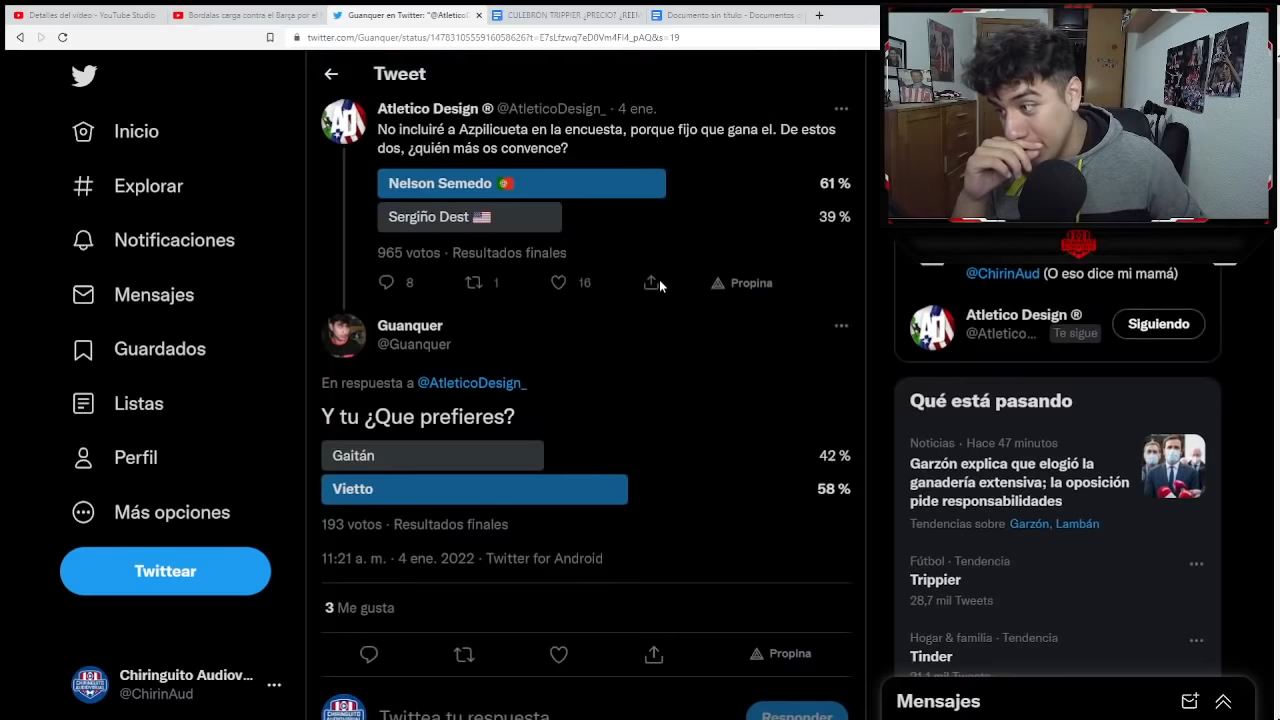 Detalles del vídeo - YouTube Studio
Bordalas carga contra el Barça por el
Guanquer en Twitter: "@AtleticoD
CULEBRON TRIPPIER ¿PRECIO? ¿REEM
Documento sin título - Documentos
twitter.com/Guanquer/status/1478310555916058626?t=E7sLfzwq7eD0Vm4Fl4_pAQ&s=19
Inicio
Explorar
Notificaciones
Mensajes
Guardados
Listas
Perfil
Más opciones
Twittear
Chiringuito Audiov...
@ChirinAud
Tweet
Atletico Design ® @AtleticoDesign_ · 4 ene.
No incluiré a Azpilicueta en la encuesta, porque fijo que gana el. De estos
dos, ¿quién más os convence?
Nelson Semedo 🇵🇹 61 %
Sergiño Dest 🇺🇸 39 %
965 votos · Resultados finales
8 1 16 Propina
Guanquer
@Guanquer
En respuesta a @AtleticoDesign_
Y tu ¿Que prefieres?
Gaitán 42 %
Vietto 58 %
193 votos · Resultados finales
11:21 a. m. · 4 ene. 2022 · Twitter for Android
3 Me gusta
Propina
Twittea tu respuesta
Responder
@ChirinAud (O eso dice mi mamá)
Atletico Design ®
@Atletico... Te sigue
Siguiendo
Qué está pasando
Noticias · Hace 47 minutos
Garzón explica que elogió la
ganadería extensiva; la oposición
pide responsabilidades
Tendencias sobre Garzón, Lambán
Fútbol · Tendencia
Trippier
28,7 mil Tweets
Hogar & familia · Tendencia
Tinder
Mensajes